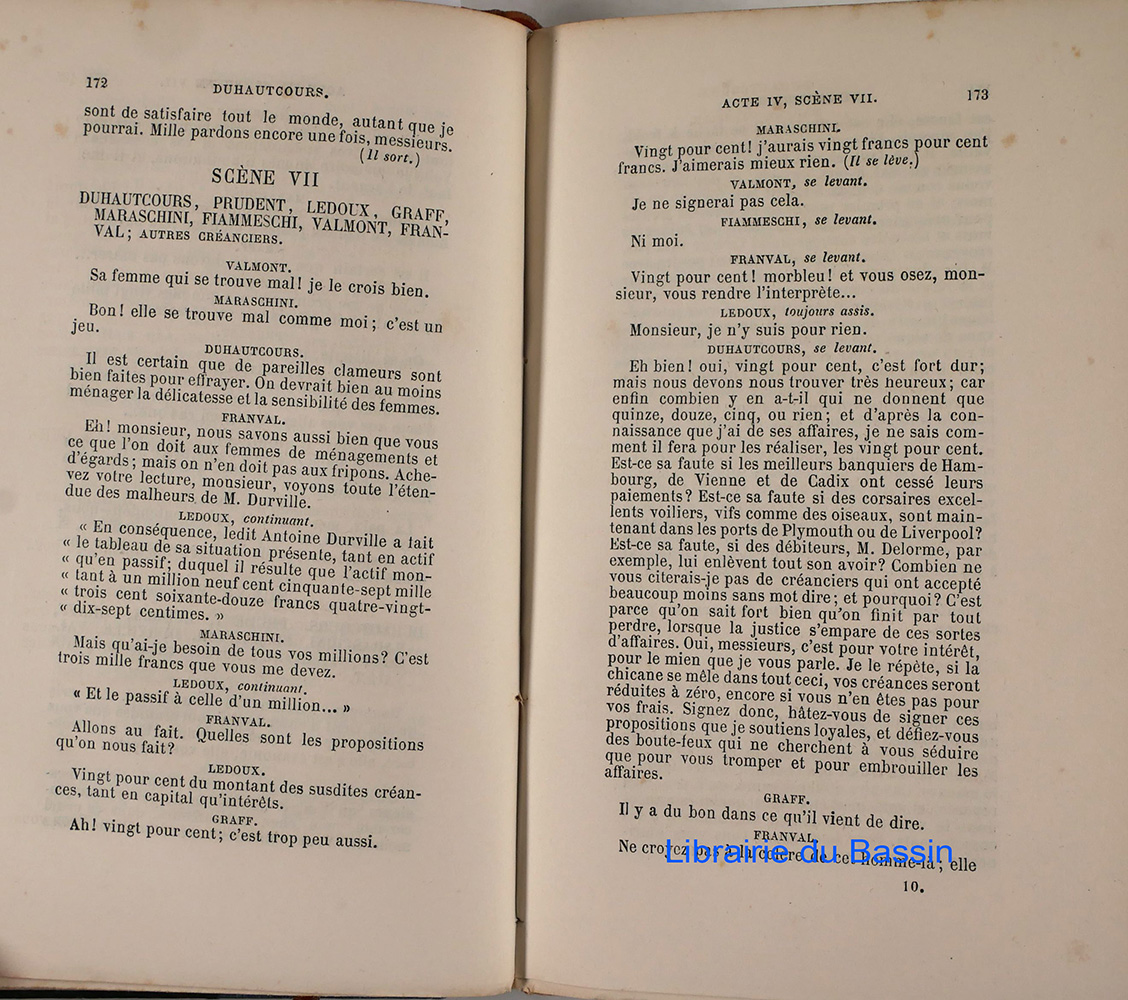 172
DUHAUTCOURS.
sont de satisfaire tout le monde, autant que je
pourrai. Mille pardons encore une fois, messieurs.
(Il sort.)
SCÈNE VII
DUHAUTCOURS, PRUDENT, LEDOUX, GRAFF,
MARASCHINI, FIAMMESCHI, VALMONT, FRAN-
VAL; AUTRES CRÉANCIERS.
VALMONT.
Sa femme qui se trouve mal! je le crois bien.
MARASCHINI.
Bon! elle se trouve mal comme moi; c'est un
jeu.
DUHAUTCOURS.
Il est certain que de pareilles clameurs sont
bien faites pour effrayer. On devrait bien au moins
ménager la délicatesse et la sensibilité des femmes.
FRANVAL.
Eh! monsieur, nous savons aussi bien que vous
ce que l'on doit aux femmes de ménagements et
d'égards; mais on n'en doit pas aux fripons. Ache-
vez votre lecture, monsieur, voyons toute l'éten-
due des malheurs de M. Durville.
LEDOUX, continuant.
« En conséquence, ledit Antoine Durville a fait
« le tableau de sa situation présente, tant en actif
« qu'en passif; duquel il résulte que l'actif mon-
« tant à un million neuf cent cinquante-sept mille
« trois cent soixante-douze francs quatre-vingt-
« dix-sept centimes. »
MARASCHINI.
Mais qu'ai-je besoin de tous vos millions? C'est
trois mille francs que vous me devez.
LEDOUX, continuant.
« Et le passif à celle d'un million... »
FRANVAL.
Allons au fait. Quelles sont les propositions
qu'on nous fait?
LEDOUX.
Vingt pour cent du montant des susdites créan-
ces, tant en capital qu'intérêts.
GRAFF.
Ah! vingt pour cent; c'est trop peu aussi.
ACTE IV, SCÈNE VII.
173
MARASCHINI.
Vingt pour cent! j'aurais vingt francs pour cent
francs. J'aimerais mieux rien. (Il se lève.)
VALMONT, se levant.
Je ne signerai pas cela.
FIAMMESCHI, se levant.
Ni moi.
FRANVAL, se levant.
Vingt pour cent! morbleu! et vous osez, mon-
sieur, vous rendre l'interprète...
LEDOUX, toujours assis.
Monsieur, je n'y suis pour rien.
DUHAUTCOURS, se levant.
Eh bien! oui, vingt pour cent, c'est fort dur;
mais nous devons nous trouver très heureux; car
enfin combien y en a-t-il qui ne donnent que
quinze, douze, cinq, ou rien; et d'après la con-
naissance que j'ai de ses affaires, je ne sais com-
ment il fera pour les réaliser, les vingt pour cent.
Est-ce sa faute si les meilleurs banquiers de Ham-
bourg, de Vienne et de Cadix ont cessé leurs
paiements? Est-ce sa faute si des corsaires excel-
lents voiliers, vifs comme des oiseaux, sont main-
tenant dans les ports de Plymouth ou de Liverpool?
Est-ce sa faute, si des débiteurs, M. Delorme, par
exemple, lui enlèvent tout son avoir? Combien ne
vous citerais-je pas de créanciers qui ont accepté
beaucoup moins sans mot dire; et pourquoi? C'est
parce qu'on sait fort bien qu'on finit par tout
perdre, lorsque la justice s'empare de ces sortes
d'affaires. Oui, messieurs, c'est pour votre intérêt,
pour le mien que je vous parle. Je le répète, si la
chicane se mêle dans tout ceci, vos créances seront
réduites à zéro, encore si vous n'en êtes pas pour
vos frais. Signez donc, hâtez-vous de signer ces
propositions que je soutiens loyales, et défiez-vous
des boute-feux qui ne cherchent à vous séduire
que pour vous tromper et pour embrouiller les
affaires.
GRAFF.
Il y a du bon dans ce qu'il vient de dire.
FRANVAL.
Ne croyez pas à la colère de cet homme-là; elle
Librairie du Bassin
10.